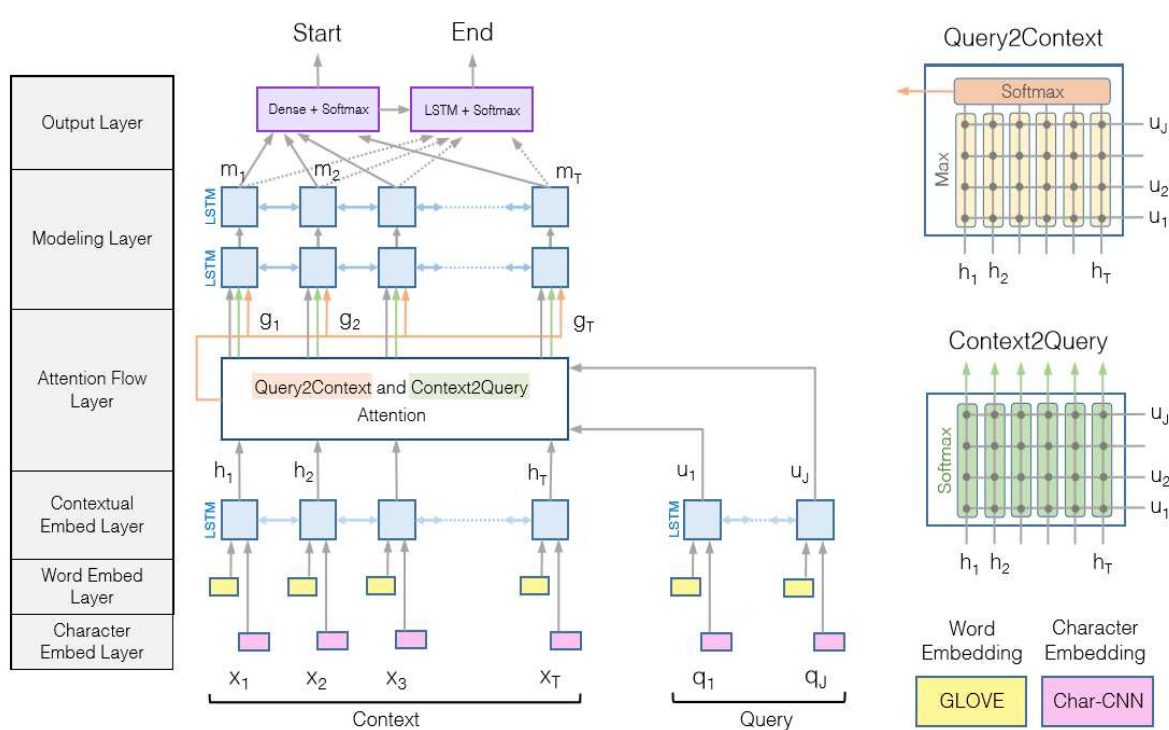 Start End
Output Layer
Dense + Softmax
LSTM + Softmax
m1 m2 mT
Modeling Layer
LSTM
LSTM
g1 g2 gT
Attention Flow
Layer
Query2Context and Context2Query
Attention
h1 h2 hT
u1 uJ
Contextual
Embed Layer
LSTM
LSTM
Word Embed
Layer
Character
Embed Layer
x1 x2 x3 xT
q1 qJ
Context
Query
Query2Context
Softmax
Max
uJ
u2
u1
h1 h2 hT
Context2Query
Softmax
uJ
u2
u1
h1 h2 hT
Word
Embedding
Character
Embedding
GLOVE
Char-CNN